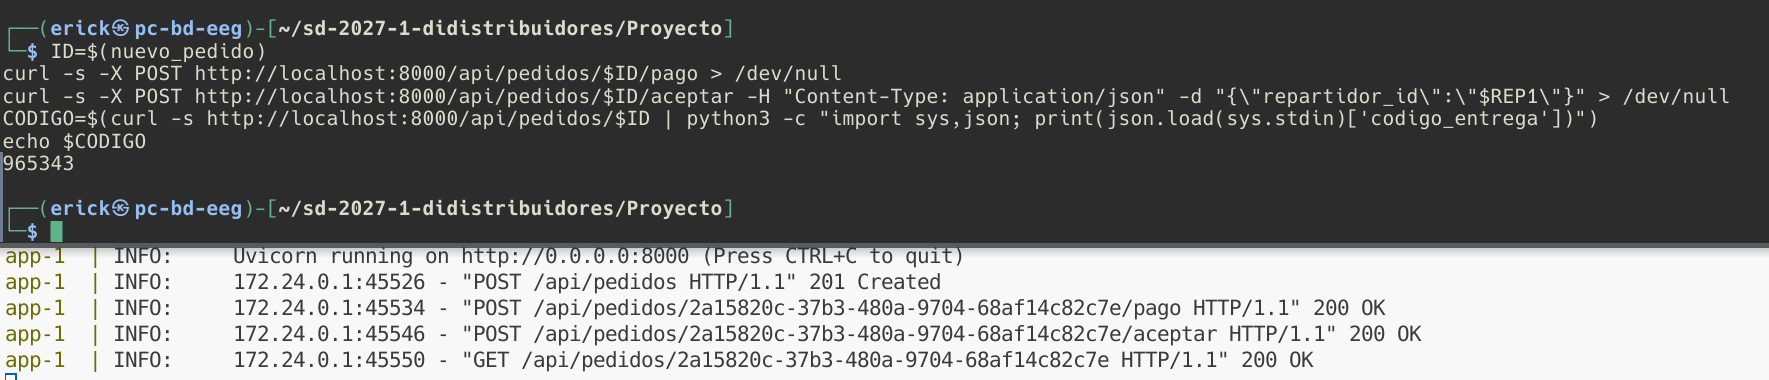 ┌──(erick㉿pc-bd-eeg)-[~/sd-2027-1-didistribuidores/Proyecto]
└─$ ID=$(nuevo_pedido)
curl -s -X POST http://localhost:8000/api/pedidos/$ID/pago > /dev/null
curl -s -X POST http://localhost:8000/api/pedidos/$ID/aceptar -H "Content-Type: application/json" -d "{\"repartidor_id\":\"$REP1\"}" > /dev/null
CODIGO=$(curl -s http://localhost:8000/api/pedidos/$ID | python3 -c "import sys,json; print(json.load(sys.stdin)['codigo_entrega'])")
echo $CODIGO
965343
┌──(erick㉿pc-bd-eeg)-[~/sd-2027-1-didistribuidores/Proyecto]
└─$
app-1  | INFO:     Uvicorn running on http://0.0.0.0:8000 (Press CTRL+C to quit)
app-1  | INFO:     172.24.0.1:45526 - "POST /api/pedidos HTTP/1.1" 201 Created
app-1  | INFO:     172.24.0.1:45534 - "POST /api/pedidos/2a15820c-37b3-480a-9704-68af14c82c7e/pago HTTP/1.1" 200 OK
app-1  | INFO:     172.24.0.1:45546 - "POST /api/pedidos/2a15820c-37b3-480a-9704-68af14c82c7e/aceptar HTTP/1.1" 200 OK
app-1  | INFO:     172.24.0.1:45550 - "GET /api/pedidos/2a15820c-37b3-480a-9704-68af14c82c7e HTTP/1.1" 200 OK